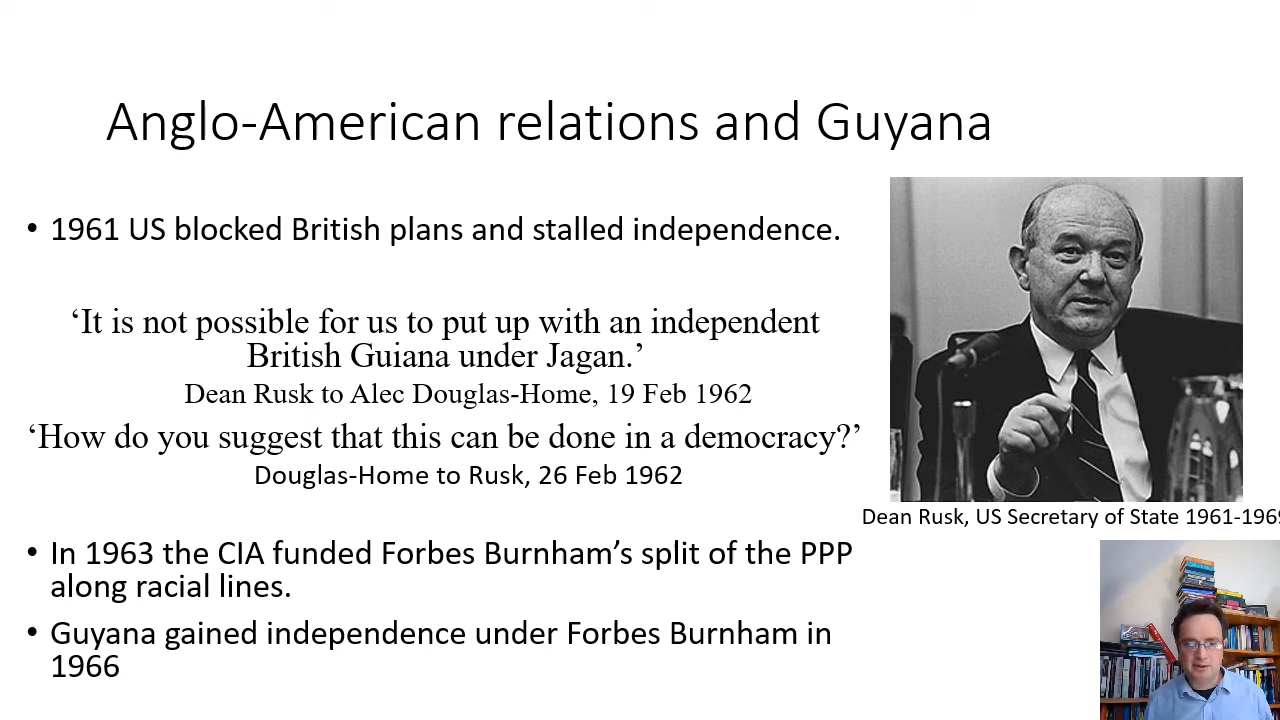 Anglo-American relations and Guyana
• 1961 US blocked British plans and stalled independence.
‘It is not possible for us to put up with an independent
British Guiana under Jagan.’
Dean Rusk to Alec Douglas-Home, 19 Feb 1962
‘How do you suggest that this can be done in a democracy?’
Douglas-Home to Rusk, 26 Feb 1962
Dean Rusk, US Secretary of State 1961-1969
• In 1963 the CIA funded Forbes Burnham’s split of the PPP
along racial lines.
• Guyana gained independence under Forbes Burnham in
1966